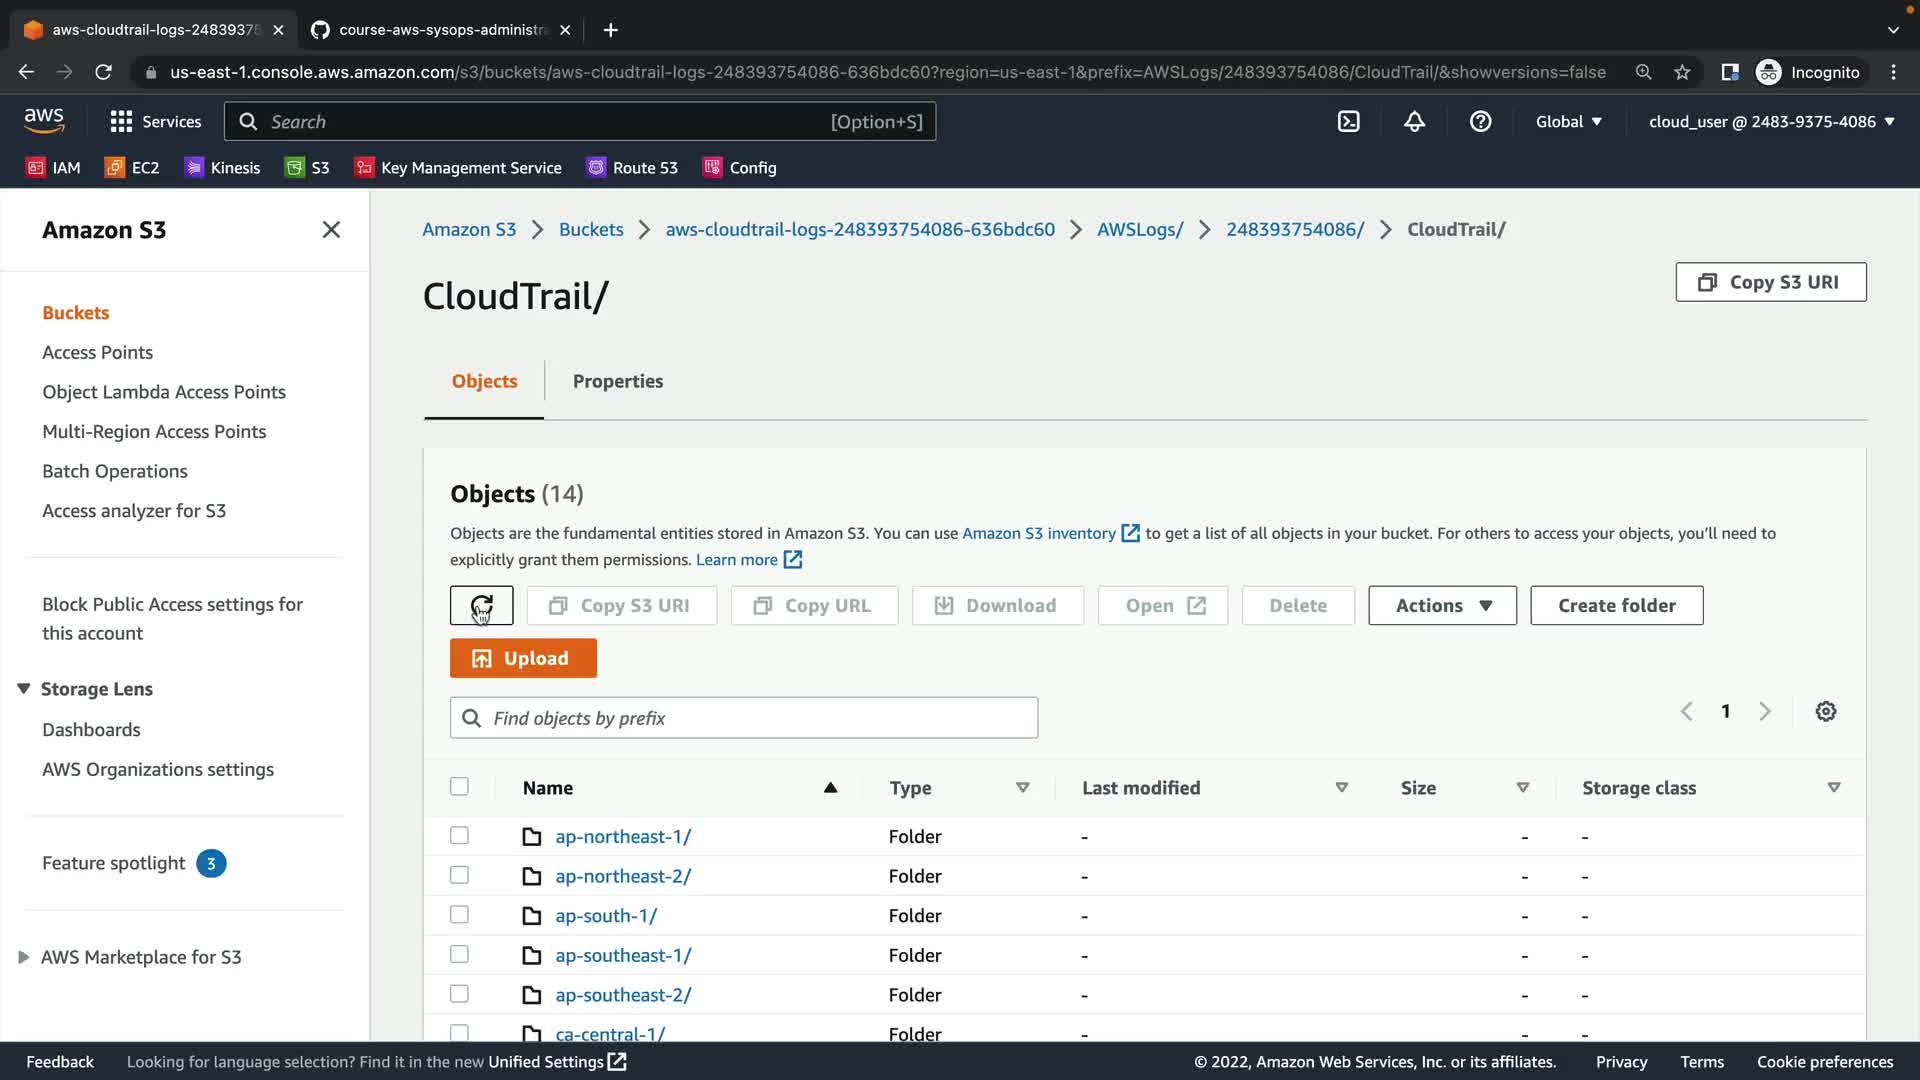 aws-cloudtrail-logs-24839375
course-aws-sysops-administra
us-east-1.console.aws.amazon.com/s3/buckets/aws-cloudtrail-logs-248393754086-636bdc60?region=us-east-1&prefix=AWSLogs/248393754086/CloudTrail/&showversions=false
Incognito
aws
Services
Search
[Option+S]
Global
cloud_user @ 2483-9375-4086
IAM
EC2
Kinesis
S3
Key Management Service
Route 53
Config
Amazon S3
Buckets
Access Points
Object Lambda Access Points
Multi-Region Access Points
Batch Operations
Access analyzer for S3
Block Public Access settings for
this account
Storage Lens
Dashboards
AWS Organizations settings
Feature spotlight 3
AWS Marketplace for S3
Amazon S3 > Buckets > aws-cloudtrail-logs-248393754086-636bdc60 > AWSLogs/ > 248393754086/ > CloudTrail/
CloudTrail/
Copy S3 URI
Objects
Properties
Objects (14)
Objects are the fundamental entities stored in Amazon S3. You can use Amazon S3 inventory to get a list of all objects in your bucket. For others to access your objects, you'll need to
explicitly grant them permissions. Learn more
Copy S3 URI
Copy URL
Download
Open
Delete
Actions
Create folder
Upload
Find objects by prefix
1
Name Type Last modified Size Storage class
ap-northeast-1/ Folder - - -
ap-northeast-2/ Folder - - -
ap-south-1/ Folder - - -
ap-southeast-1/ Folder - - -
ap-southeast-2/ Folder - - -
ca-central-1/ Folder - - -
Feedback
Looking for language selection? Find it in the new Unified Settings
© 2022, Amazon Web Services, Inc. or its affiliates.
Privacy
Terms
Cookie preferences